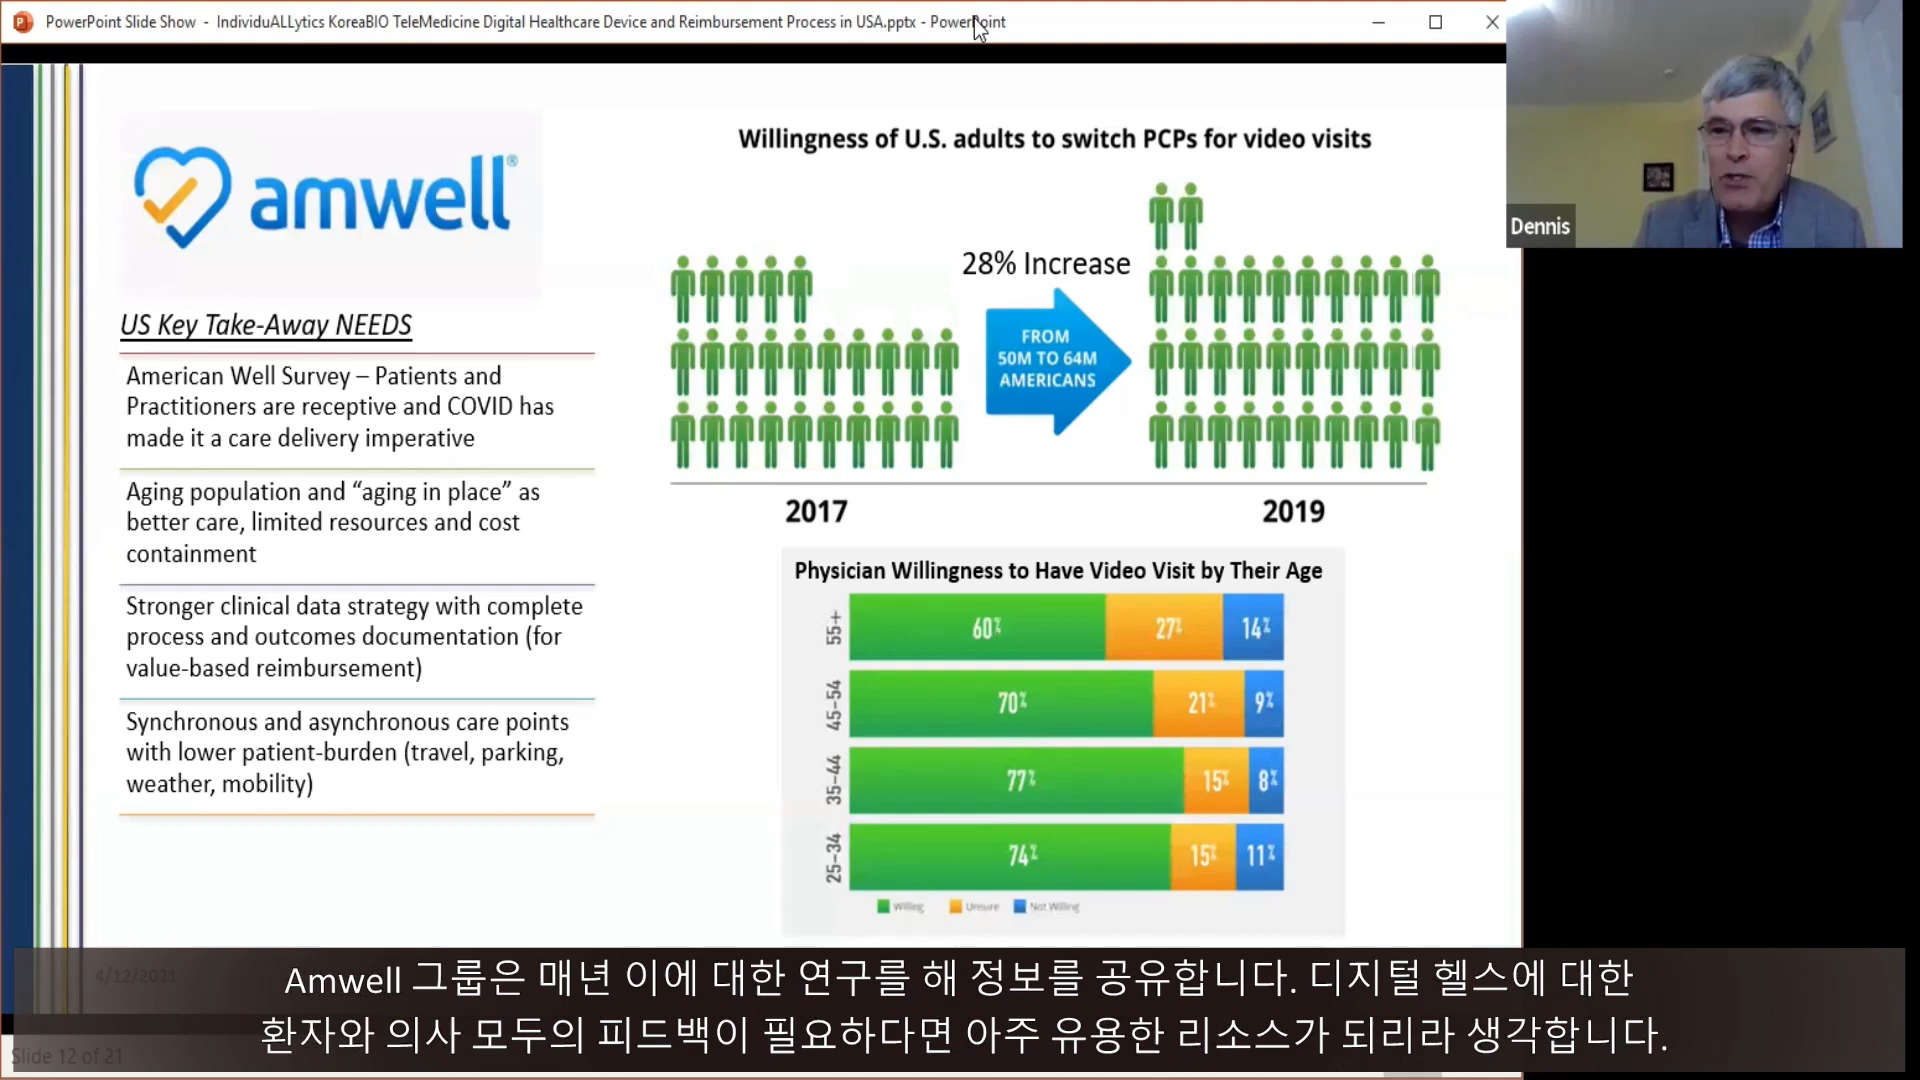 PowerPoint Slide Show - IndividuALLytics KoreaBIO TeleMedicine Digital Healthcare Device and Reimbursement Process in USA.pptx - PowerPoint
amwell®
US Key Take-Away NEEDS
American Well Survey – Patients and
Practitioners are receptive and COVID has
made it a care delivery imperative
Aging population and “aging in place” as
better care, limited resources and cost
containment
Stronger clinical data strategy with complete
process and outcomes documentation (for
value-based reimbursement)
Synchronous and asynchronous care points
with lower patient-burden (travel, parking,
weather, mobility)
Willingness of U.S. adults to switch PCPs for video visits
28% Increase
FROM
50M TO 64M
AMERICANS
2017
2019
Physician Willingness to Have Video Visit by Their Age
55+ 60% 27% 14%
45-54 70% 21% 9%
35-44 77% 15% 8%
25-34 74% 15% 11%
Willing Unsure Not Willing
Dennis
4/12/2021
Amwell 그룹은 매년 이에 대한 연구를 해 정보를 공유합니다. 디지털 헬스에 대한
환자와 의사 모두의 피드백이 필요하다면 아주 유용한 리소스가 되리라 생각합니다.
Slide 12 of 21